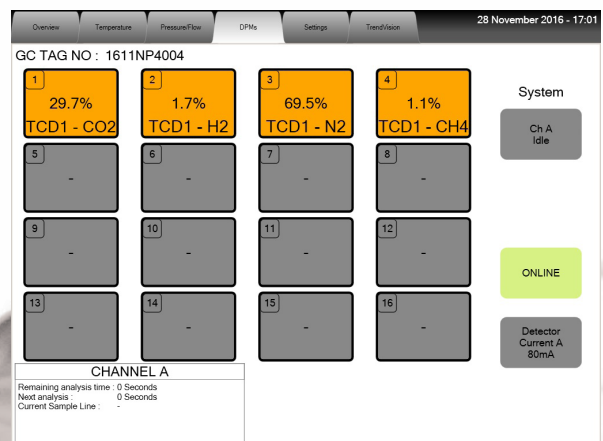 Overview Temperature Pressure/Flow DPMs Settings TrendVision 28 November 2016 - 17:01
GC TAG NO : 1611NP4004
1 2 3 4
29.7% 1.7% 69.5% 1.1%
TCD1 - CO2 TCD1 - H2 TCD1 - N2 TCD1 - CH4
System
Ch A
Idle
5 6 7 8
- - - -
9 10 11 12
- - - -
ONLINE
13 14 15 16
- - - -
Detector
Current A
80mA
CHANNEL A
Remaining analysis time : 0 Seconds
Next analysis : 0 Seconds
Current Sample Line : -